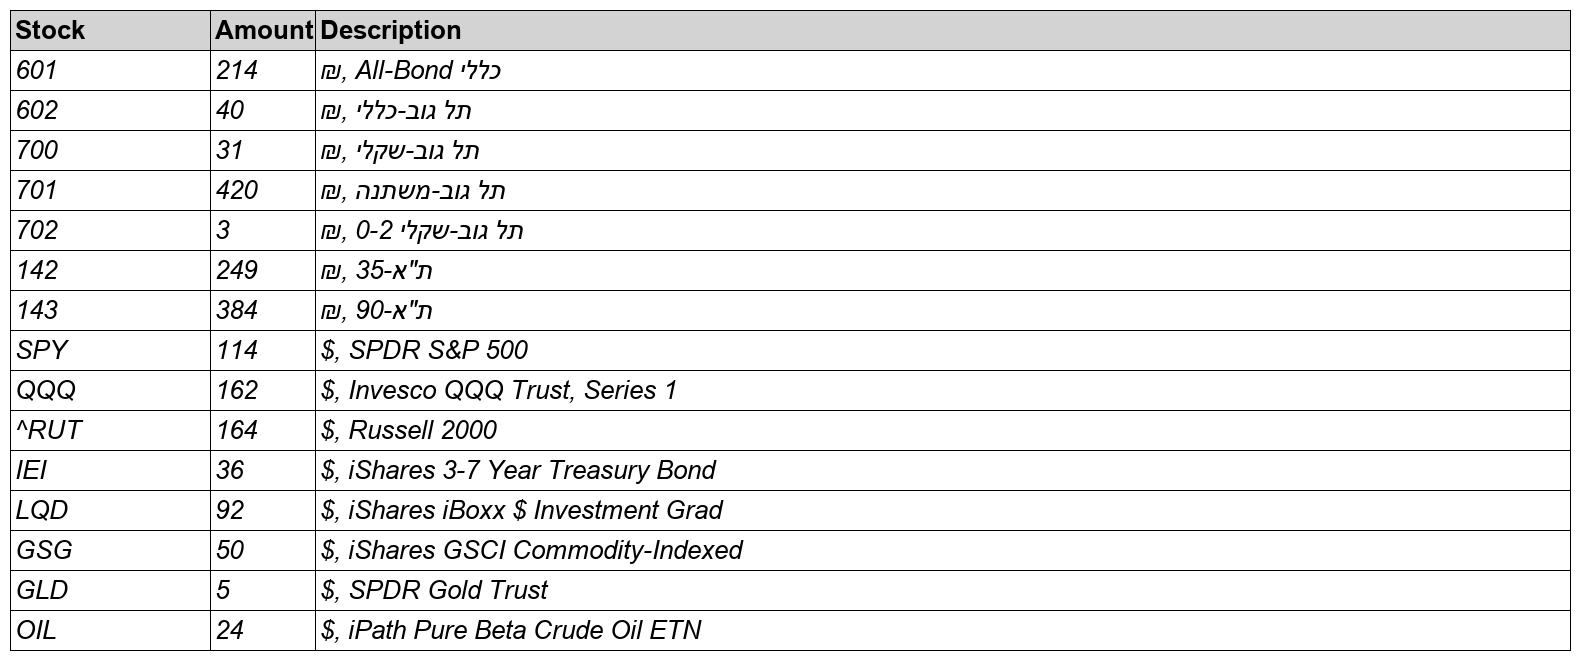 Stock Amount Description
601 214 ₪, All-Bond כללי
602 40 ₪, תל גוב-כללי
700 31 ₪, תל גוב-שקלי
701 420 ₪, תל גוב-משתנה
702 3 ₪, תל גוב-שקלי 0-2
142 249 ₪, ת"א-35
143 384 ₪, ת"א-90
SPY 114 $, SPDR S&P 500
QQQ 162 $, Invesco QQQ Trust, Series 1
^RUT 164 $, Russell 2000
IEI 36 $, iShares 3-7 Year Treasury Bond
LQD 92 $, iShares iBoxx $ Investment Grad
GSG 50 $, iShares GSCI Commodity-Indexed
GLD 5 $, SPDR Gold Trust
OIL 24 $, iPath Pure Beta Crude Oil ETN